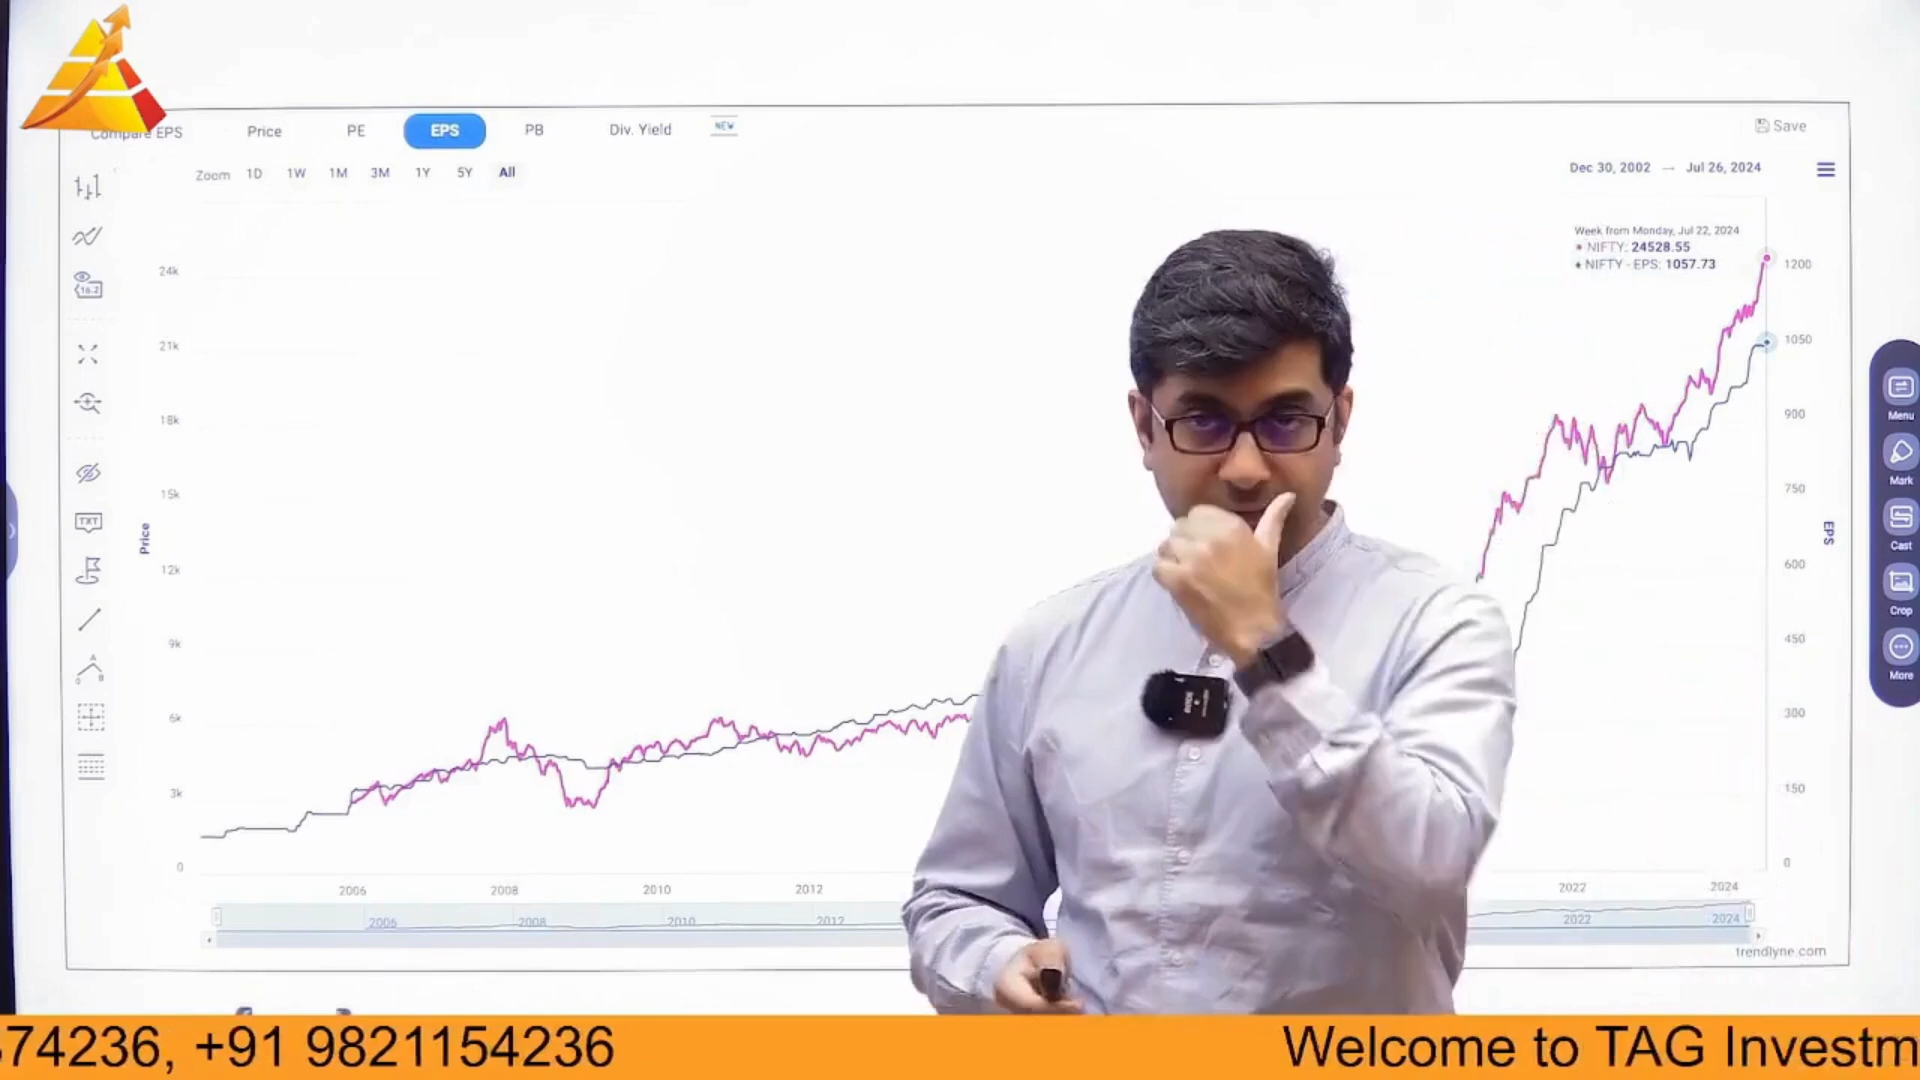 Compare EPS
Price
PE
EPS
PB
Div. Yield
NEW
Save
Zoom
1D
1W
1M
3M
1Y
5Y
All
Dec 30, 2002 → Jul 26, 2024
Week from Monday, Jul 22, 2024
• NIFTY: 24528.55
♦ NIFTY - EPS: 1057.73
24k
21k
18k
15k
12k
9k
6k
3k
0
Price
16.2
TXT
A
B
1200
1050
900
750
600
450
300
150
0
EPS
Menu
Mark
Cast
Crop
More
RODE
2006
2008
2010
2012
2022
2024
2006
2008
2010
2012
2022
2024
trendlyne.com
74236, +91 9821154236
Welcome to TAG Investm